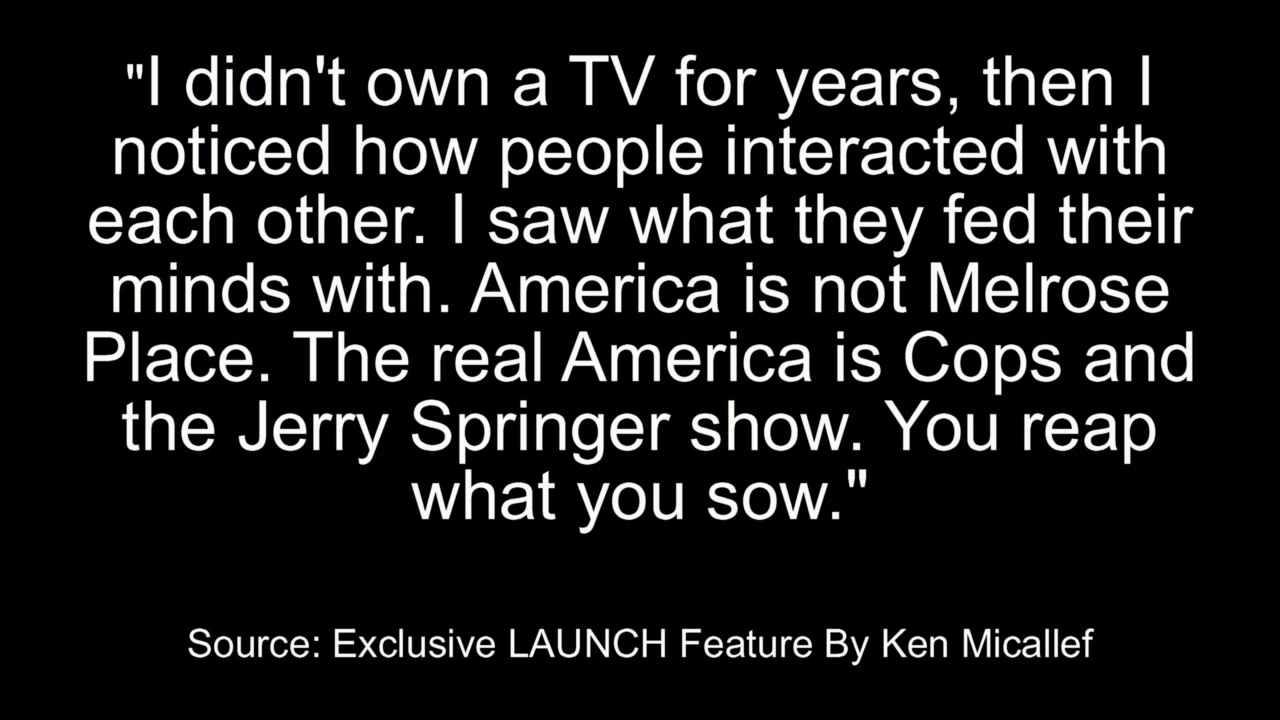 "I didn't own a TV for years, then I
noticed how people interacted with
each other. I saw what they fed their
minds with. America is not Melrose
Place. The real America is Cops and
the Jerry Springer show. You reap
what you sow."
Source: Exclusive LAUNCH Feature By Ken Micallef